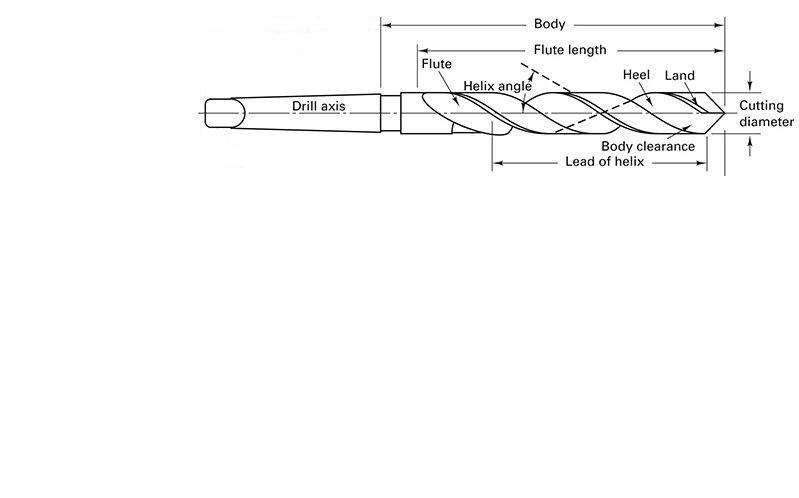 Body
Flute length
Flute
Heel
Land
Helix angle
Drill axis
Cutting
diameter
Body clearance
Lead of helix